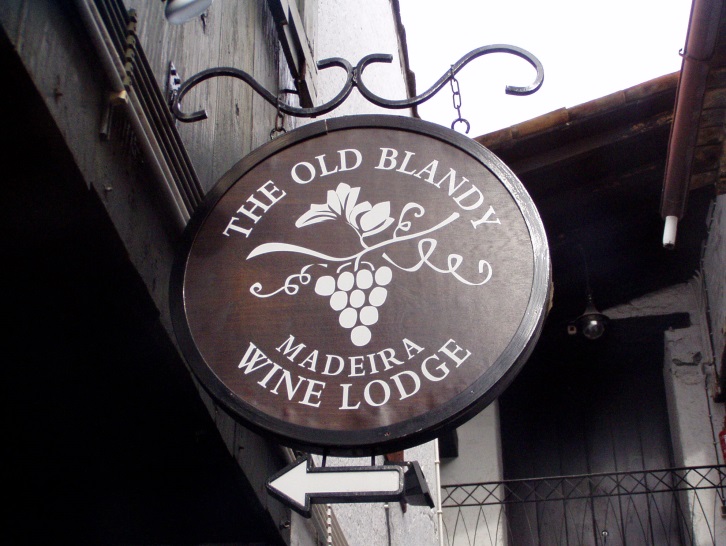 THE OLD BLANDY
MADEIRA
WINE LODGE